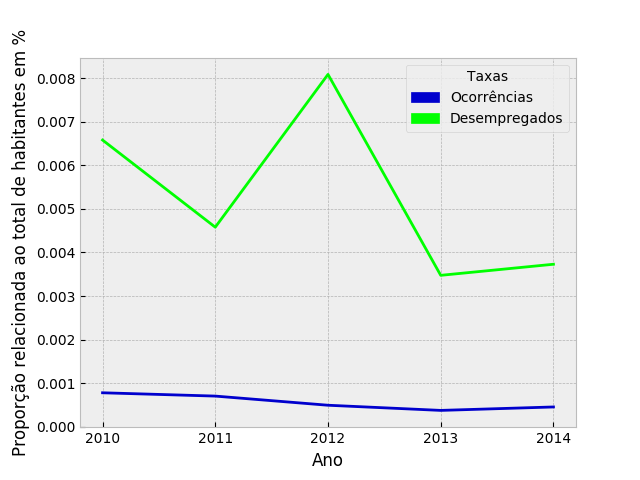 Proporção relacionada ao total de habitantes em %
0.008
0.007
0.006
0.005
0.004
0.003
0.002
0.001
0.000
Taxas
Ocorrências
Desempregados
2010 2011 2012 2013 2014
Ano